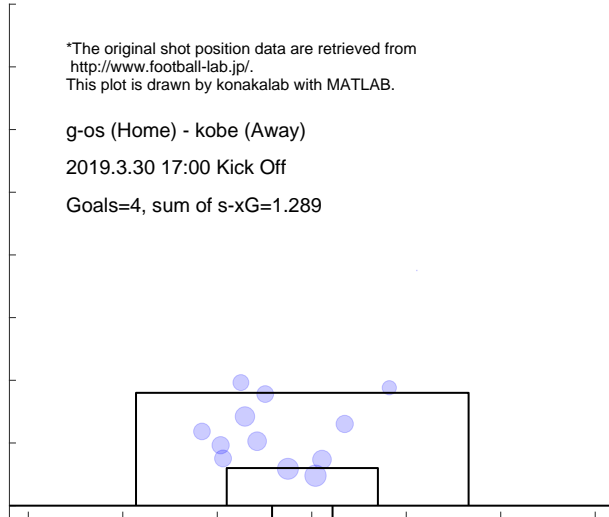 *The original shot position data are retrieved from
http://www.football-lab.jp/.
This plot is drawn by konakalab with MATLAB.
g-os (Home) - kobe (Away)
2019.3.30 17:00 Kick Off
Goals=4, sum of s-xG=1.289